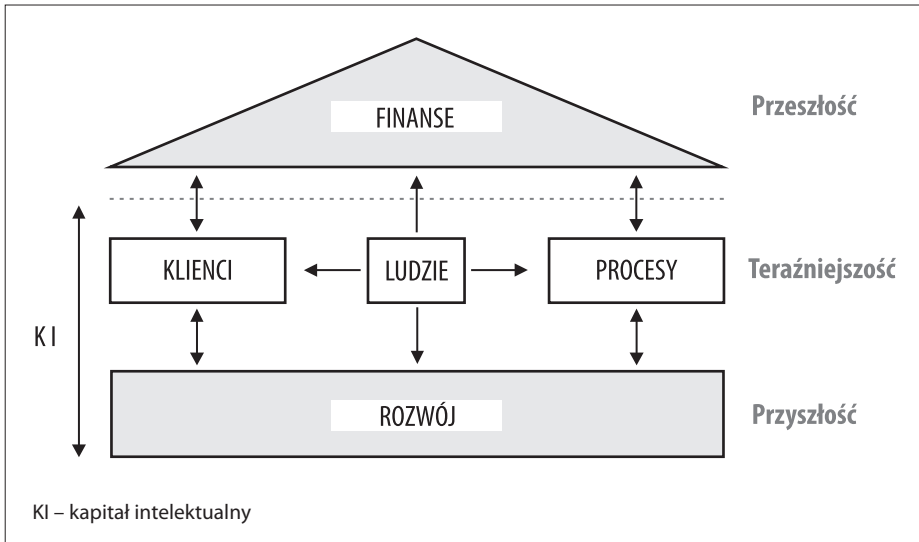 FINANSE
Przeszłość
KLIENCI
LUDZIE
PROCESY
Teraźniejszość
K I
ROZWÓJ
Przyszłość
KI – kapitał intelektualny